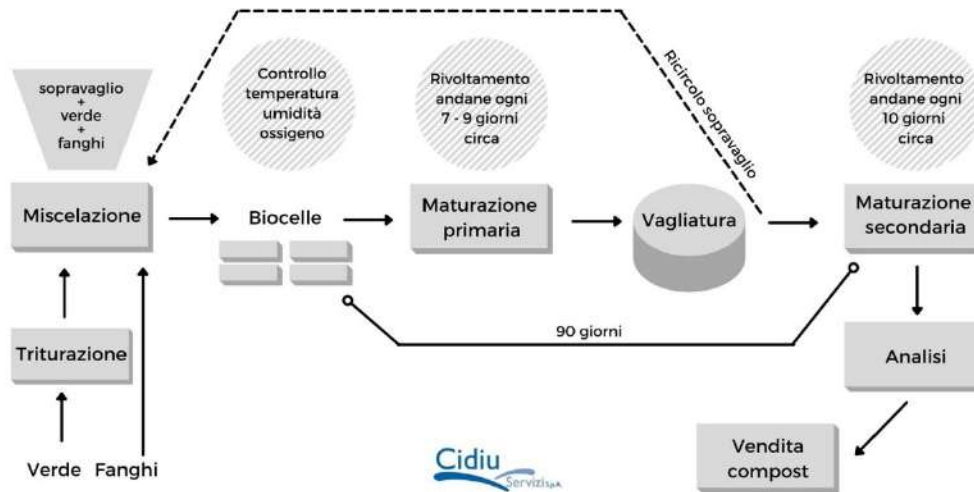 sopravaglio
+
verde
+
fanghi
Controllo
temperatura
umidità
ossigeno
Rivoltamento
andane ogni
7 - 9 giorni
circa
Ricircolo sopravaglio
Rivoltamento
andane ogni
10 giorni
circa
Miscelazione
Biocelle
Maturazione
primaria
Vagliatura
Maturazione
secondaria
90 giorni
Triturazione
Analisi
Verde Fanghi
Vendita
compost
Cidiu
Servizi S.p.A.